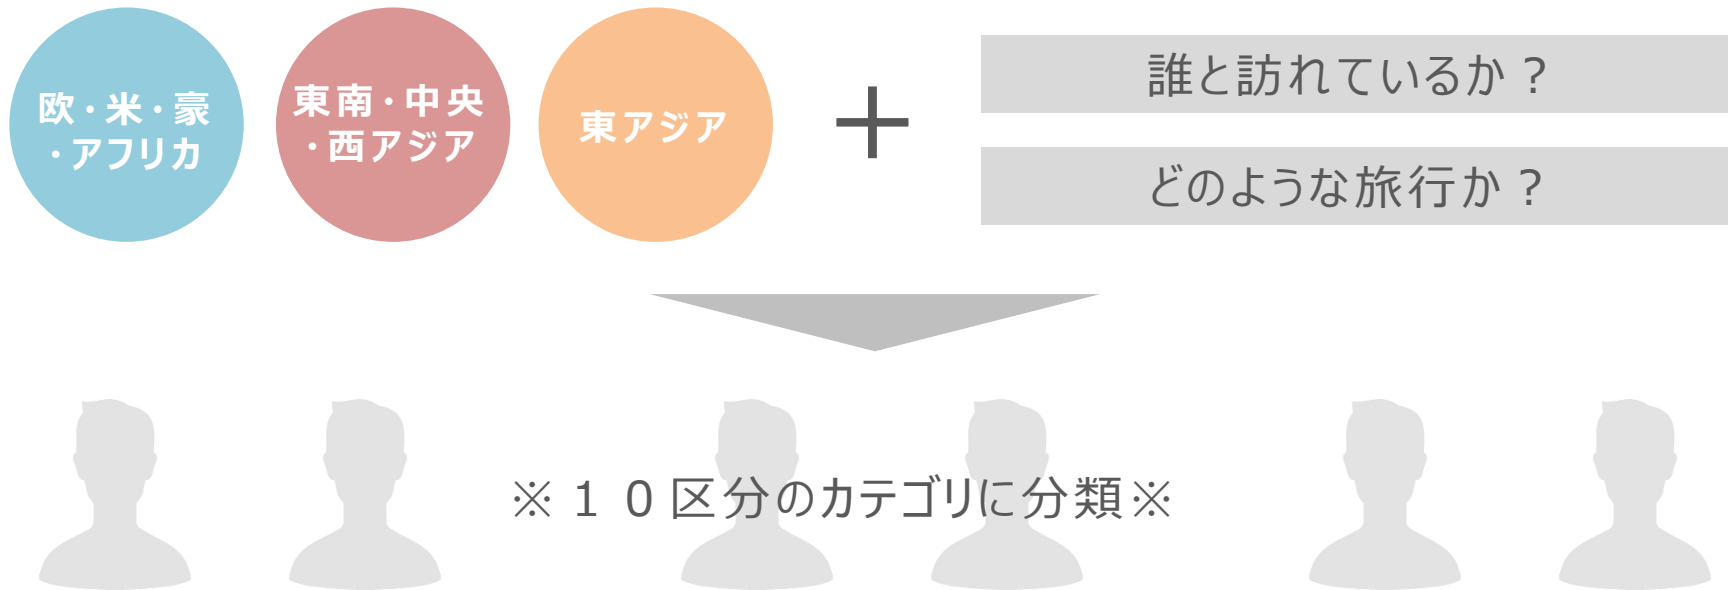 欧・米・豪
・アフリカ
東南・中央
・西アジア
東アジア
＋
誰と訪れているか？
どのような旅行か？
※１０区分のカテゴリに分類※